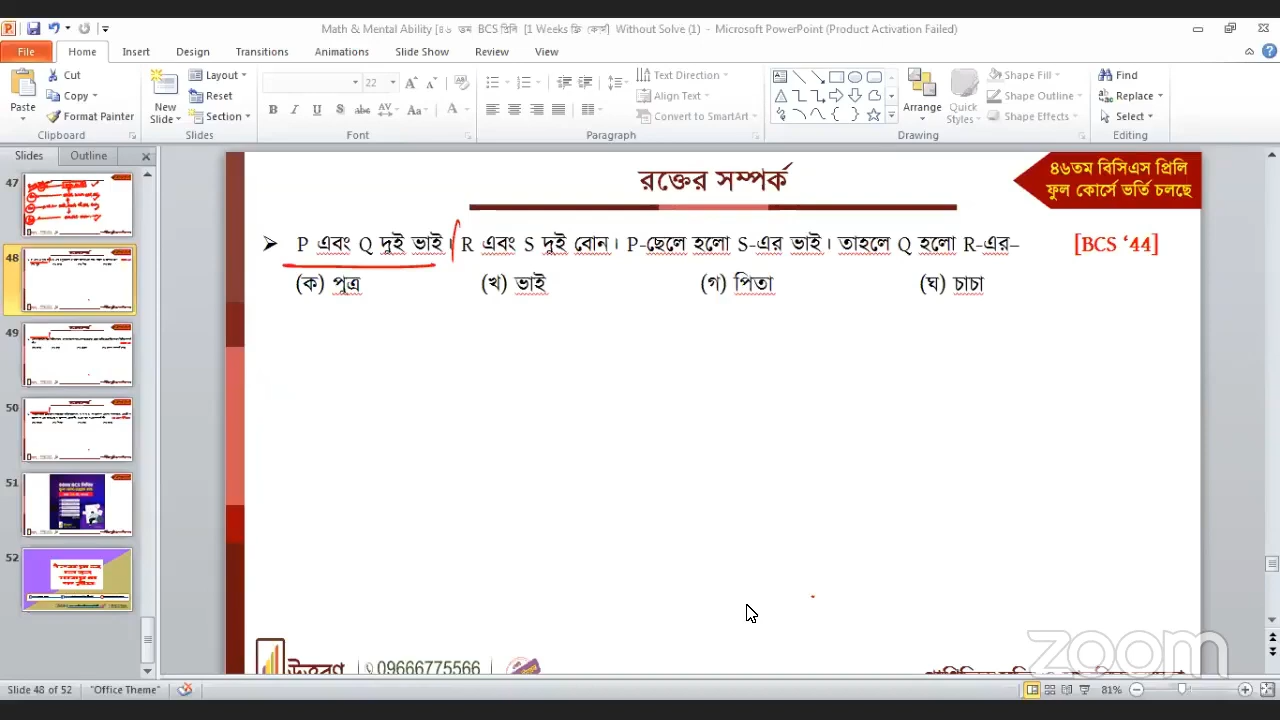 Math & Mental Ability [৪৬ তম BCS প্রিলি [1 Weeks ফ্রি কোর্স] Without Solve (1) - Microsoft PowerPoint (Product Activation Failed)
File Home Insert Design Transitions Animations Slide Show Review View
Cut Layout 22 Text Direction Shape Fill Find
Copy Reset Align Text Shape Outline Replace
Paste Format Painter New Slide Section Convert to SmartArt Arrange Quick Styles Shape Effects Select
Clipboard Slides Font Paragraph Drawing Editing
Slides Outline
47
48
49
50
51
52
রক্তের সম্পর্ক
৪৬তম বিসিএস প্রিলি
ফুল কোর্সে ভর্তি চলছে
➢ P এবং Q দুই ভাই। R এবং S দুই বোন। P-ছেলে হলো S-এর ভাই। তাহলে Q হলো R-এর– [BCS ‘44]
(ক) পুত্র (খ) ভাই (গ) পিতা (ঘ) চাচা
উত্তরণ 09666775566
zoom
Slide 48 of 52 "Office Theme" 81%